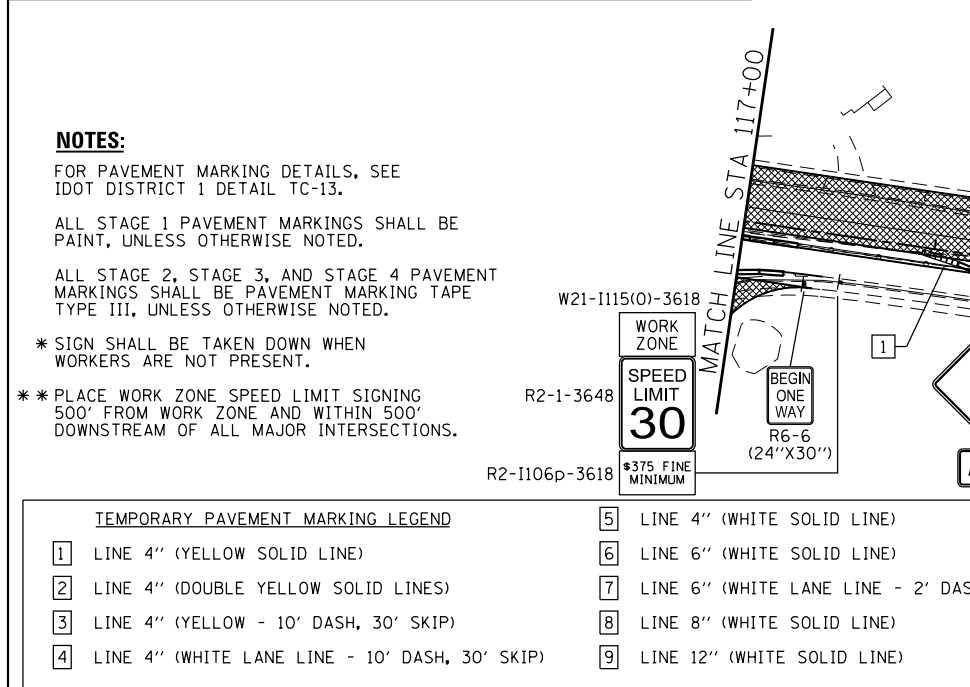 NOTES:
FOR PAVEMENT MARKING DETAILS, SEE
IDOT DISTRICT 1 DETAIL TC-13.
ALL STAGE 1 PAVEMENT MARKINGS SHALL BE
PAINT, UNLESS OTHERWISE NOTED.
ALL STAGE 2, STAGE 3, AND STAGE 4 PAVEMENT
MARKINGS SHALL BE PAVEMENT MARKING TAPE
TYPE III, UNLESS OTHERWISE NOTED.
* SIGN SHALL BE TAKEN DOWN WHEN
WORKERS ARE NOT PRESENT.
** PLACE WORK ZONE SPEED LIMIT SIGNING
500' FROM WORK ZONE AND WITHIN 500'
DOWNSTREAM OF ALL MAJOR INTERSECTIONS.
MATCH LINE STA 117+00
W21-I115(O)-3618
WORK
ZONE
R2-1-3648
SPEED
LIMIT
30
R2-I106p-3618
$375 FINE
MINIMUM
BEGIN
ONE
WAY
R6-6
(24''X30'')
1
TEMPORARY PAVEMENT MARKING LEGEND
1 LINE 4'' (YELLOW SOLID LINE)
2 LINE 4'' (DOUBLE YELLOW SOLID LINES)
3 LINE 4'' (YELLOW - 10' DASH, 30' SKIP)
4 LINE 4'' (WHITE LANE LINE - 10' DASH, 30' SKIP)
5 LINE 4'' (WHITE SOLID LINE)
6 LINE 6'' (WHITE SOLID LINE)
7 LINE 6'' (WHITE LANE LINE - 2' DAS
8 LINE 8'' (WHITE SOLID LINE)
9 LINE 12'' (WHITE SOLID LINE)